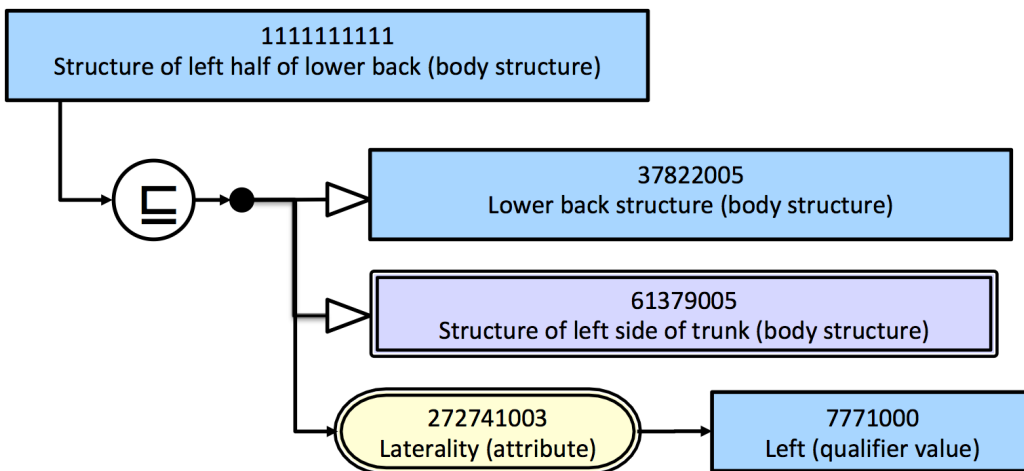 1111111111
Structure of left half of lower back (body structure)
⊑
37822005
Lower back structure (body structure)
61379005
Structure of left side of trunk (body structure)
272741003
Laterality (attribute)
7771000
Left (qualifier value)